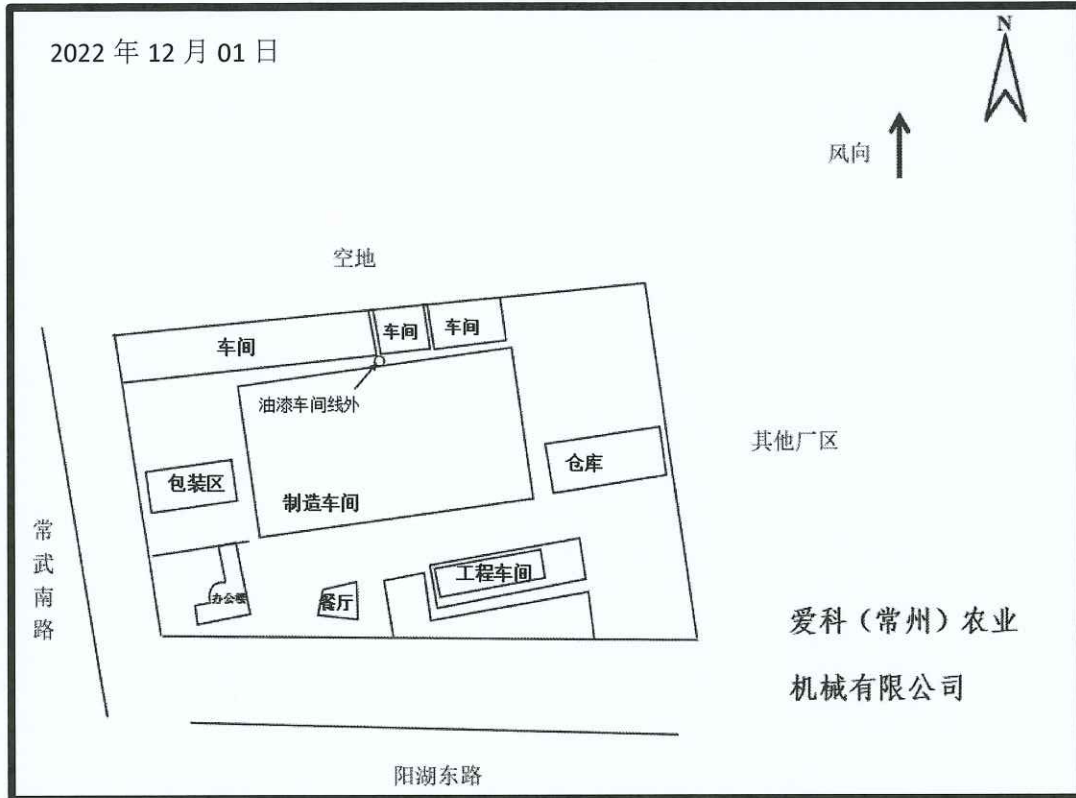 2022 年 12 月 01 日
N
风向
空地
车间
车间
车间
油漆车间线外
其他厂区
仓库
包装区
制造车间
常武南路
工程车间
办公楼
餐厅
爱科（常州）农业
机械有限公司
阳湖东路